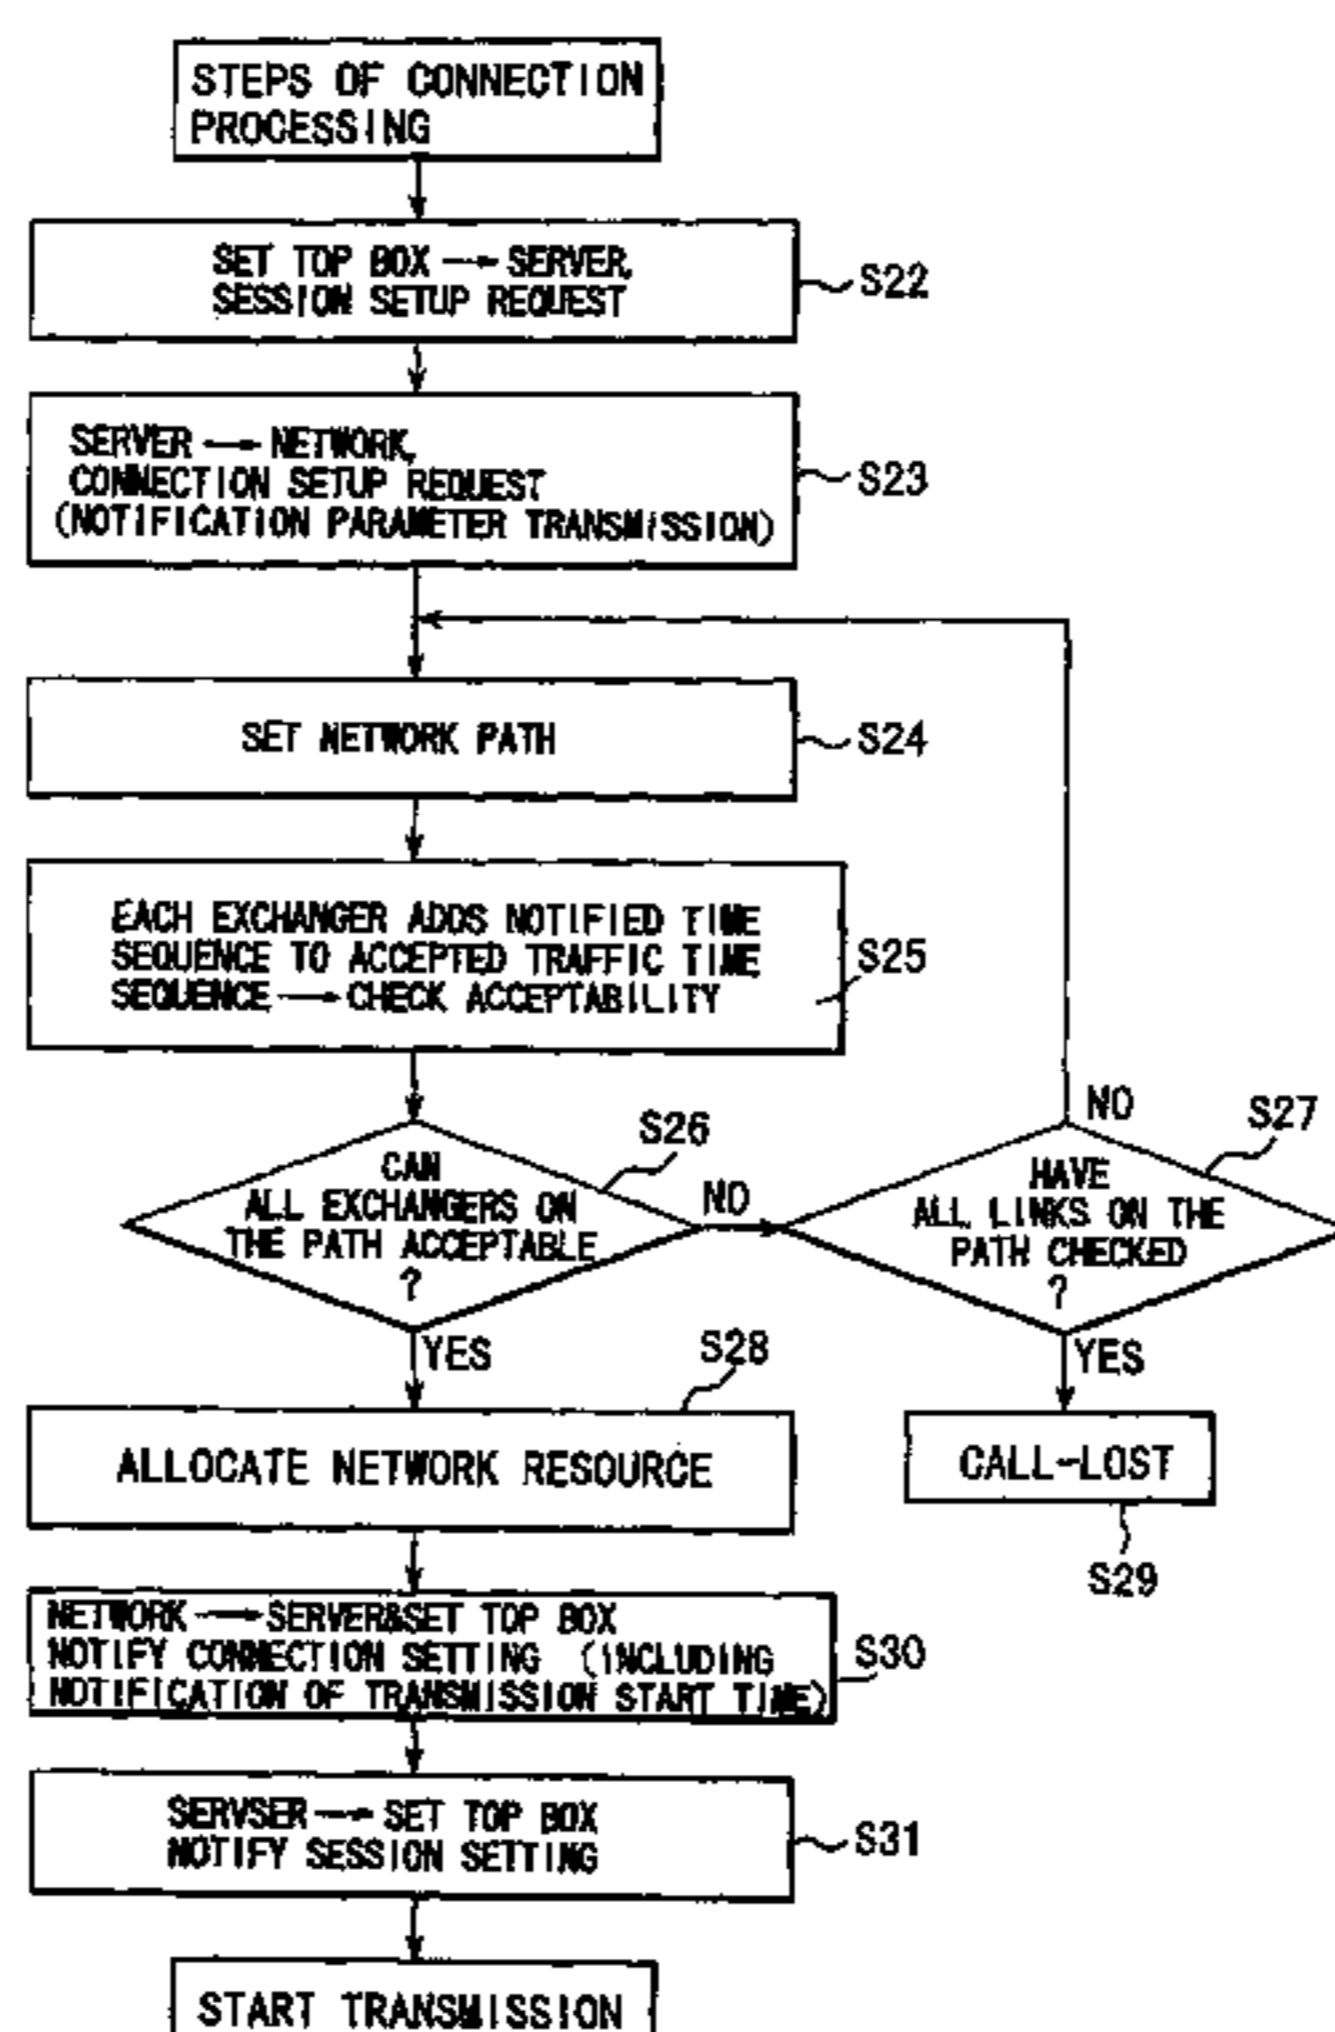 STEPS OF CONNECTION
PROCESSING
SET TOP BOX → SERVER,
SESSION SETUP REQUEST
S22
SERVER → NETWORK,
CONNECTION SETUP REQUEST
(NOTIFICATION PARAMETER TRANSMISSION)
S23
SET NETWORK PATH
S24
EACH EXCHANGER ADDS NOTIFIED TIME
SEQUENCE TO ACCEPTED TRAFFIC TIME
SEQUENCE → CHECK ACCEPTABILITY
S25
S26
CAN
ALL EXCHANGERS ON
THE PATH ACCEPTABLE
?
NO
YES
S27
NO
HAVE
ALL LINKS ON THE
PATH CHECKED
?
YES
S28
ALLOCATE NETWORK RESOURCE
CALL-LOST
S29
NETWORK → SERVER&SET TOP BOX
NOTIFY CONNECTION SETTING (INCLUDING
NOTIFICATION OF TRANSMISSION START TIME)
S30
SERVSER → SET TOP BOX
NOTIFY SESSION SETTING
S31
START TRANSMISSION